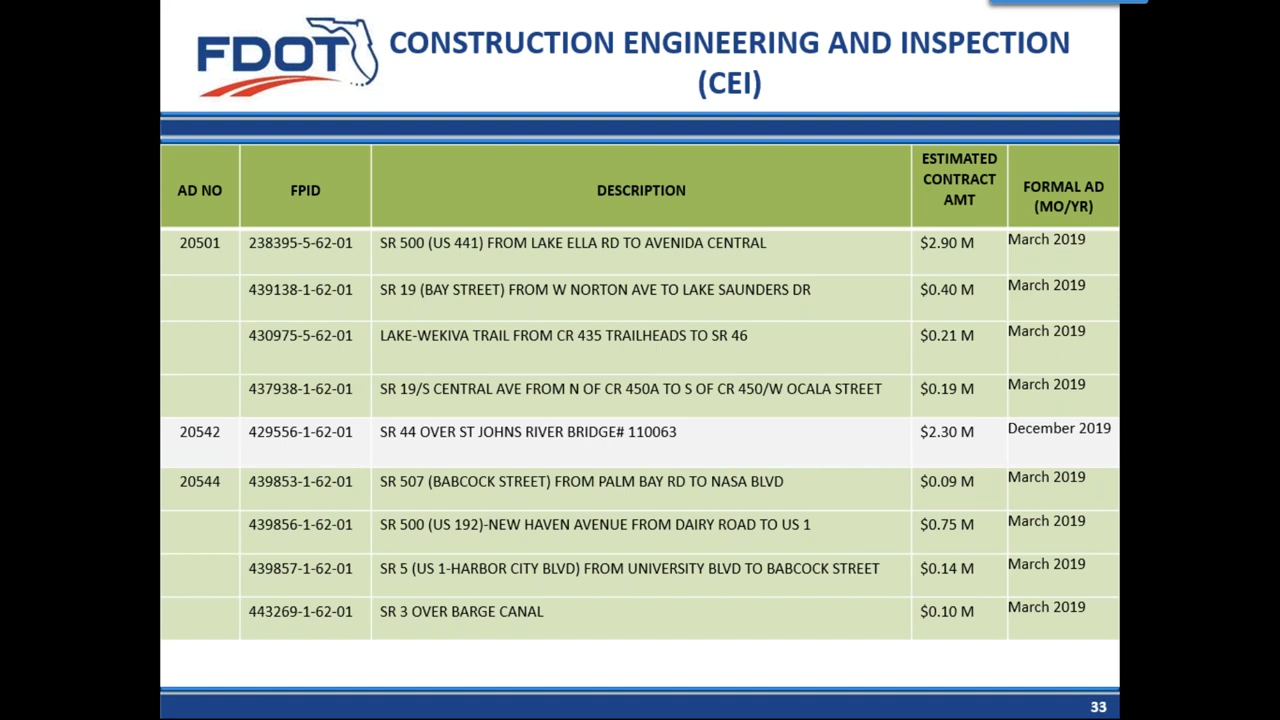 FDOT
CONSTRUCTION ENGINEERING AND INSPECTION
(CEI)
AD NO FPID DESCRIPTION ESTIMATED CONTRACT AMT FORMAL AD (MO/YR)
20501 238395-5-62-01 SR 500 (US 441) FROM LAKE ELLA RD TO AVENIDA CENTRAL $2.90 M March 2019
439138-1-62-01 SR 19 (BAY STREET) FROM W NORTON AVE TO LAKE SAUNDERS DR $0.40 M March 2019
430975-5-62-01 LAKE-WEKIVA TRAIL FROM CR 435 TRAILHEADS TO SR 46 $0.21 M March 2019
437938-1-62-01 SR 19/S CENTRAL AVE FROM N OF CR 450A TO S OF CR 450/W OCALA STREET $0.19 M March 2019
20542 429556-1-62-01 SR 44 OVER ST JOHNS RIVER BRIDGE# 110063 $2.30 M December 2019
20544 439853-1-62-01 SR 507 (BABCOCK STREET) FROM PALM BAY RD TO NASA BLVD $0.09 M March 2019
439856-1-62-01 SR 500 (US 192)-NEW HAVEN AVENUE FROM DAIRY ROAD TO US 1 $0.75 M March 2019
439857-1-62-01 SR 5 (US 1-HARBOR CITY BLVD) FROM UNIVERSITY BLVD TO BABCOCK STREET $0.14 M March 2019
443269-1-62-01 SR 3 OVER BARGE CANAL $0.10 M March 2019
33